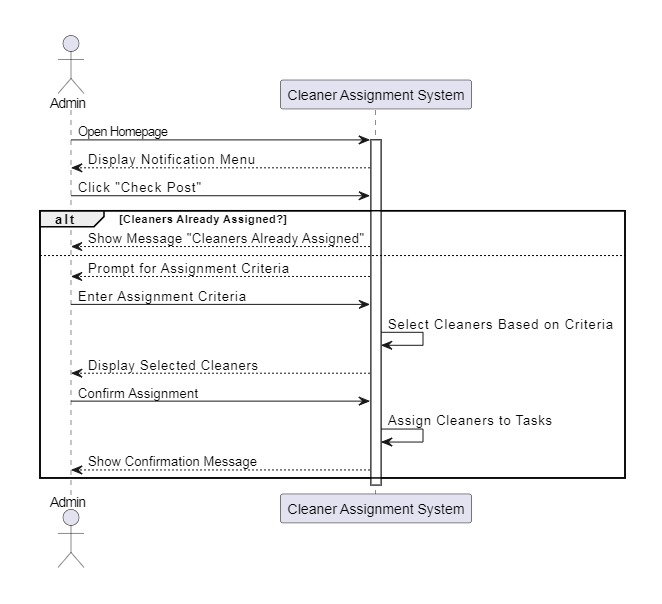 Admin
Cleaner Assignment System
Open Homepage
Display Notification Menu
Click "Check Post"
alt [Cleaners Already Assigned?]
Show Message "Cleaners Already Assigned"
Prompt for Assignment Criteria
Enter Assignment Criteria
Select Cleaners Based on Criteria
Display Selected Cleaners
Confirm Assignment
Assign Cleaners to Tasks
Show Confirmation Message
Admin
Cleaner Assignment System